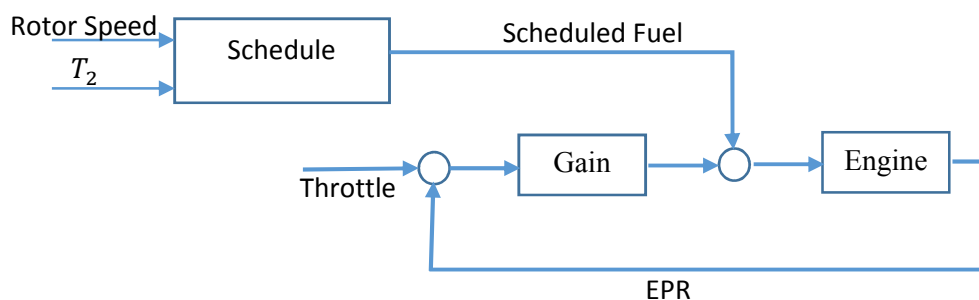 Rotor Speed
Schedule
Scheduled Fuel
T₂
Gain
Engine
Throttle
EPR